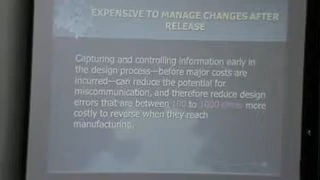 EXPENSIVE TO MANAGE CHANGES AFTER
RELEASE
Capturing and controlling information early in
the design process—before major costs are
incurred—can reduce the potential for
miscommunication, and therefore reduce design
errors that are between 100 to 1000 times more
costly to reverse when they reach
manufacturing.